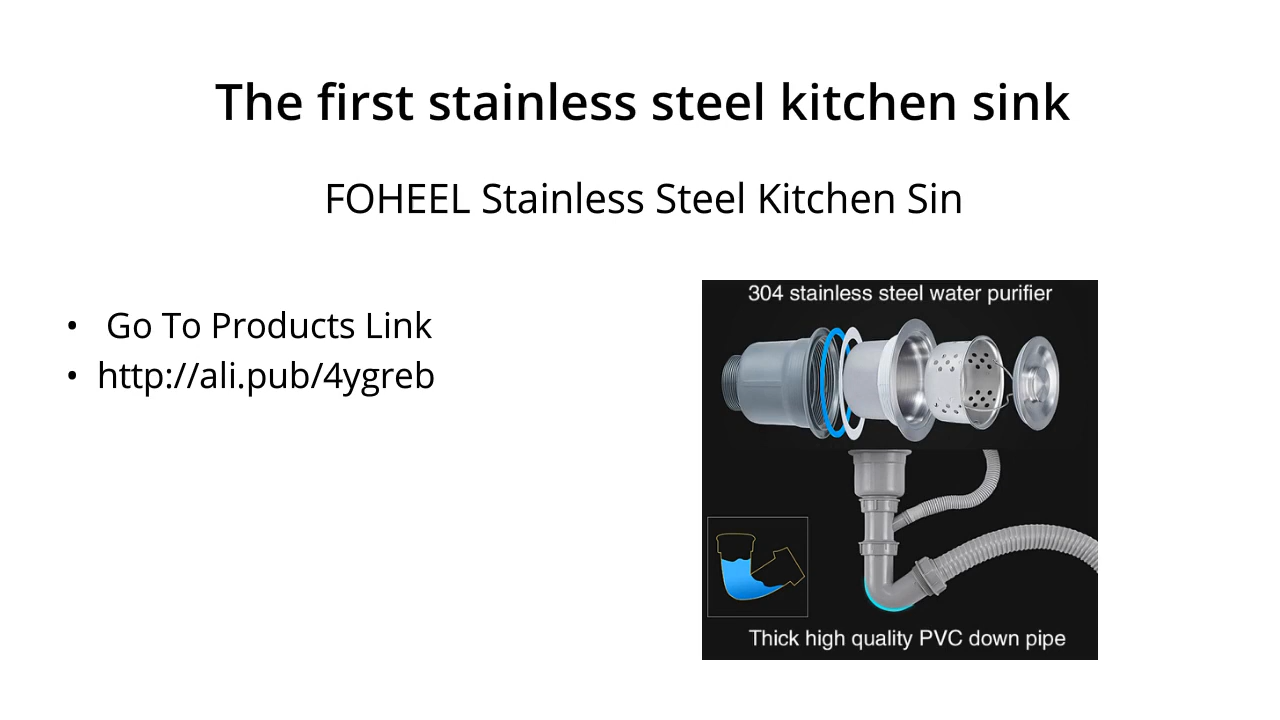 The first stainless steel kitchen sink
FOHEEL Stainless Steel Kitchen Sin
• Go To Products Link
• http://ali.pub/4ygreb
304 stainless steel water purifier
Thick high quality PVC down pipe